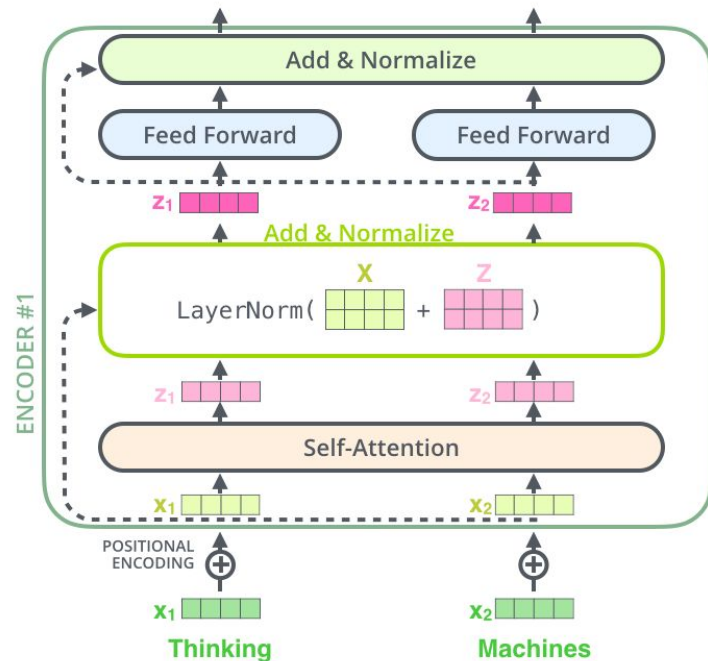 Add & Normalize
Feed Forward
Feed Forward
z1
z2
Add & Normalize
X
Z
LayerNorm(
+
)
ENCODER #1
z1
z2
Self-Attention
x1
x2
POSITIONAL
ENCODING
x1
x2
Thinking
Machines